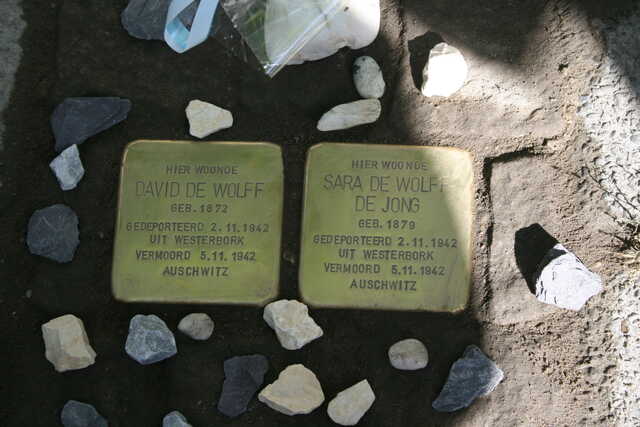 HIER WOONDE
DAVID DE WOLFF
GEB. 1872
GEDEPORTEERD 2.11.1942
UIT WESTERBORK
VERMOORD 5.11.1942
AUSCHWITZ
HIER WOONDE
SARA DE WOLFF
DE JONG
GEB. 1879
GEDEPORTEERD 2.11.1942
UIT WESTERBORK
VERMOORD 5.11.1942
AUSCHWITZ